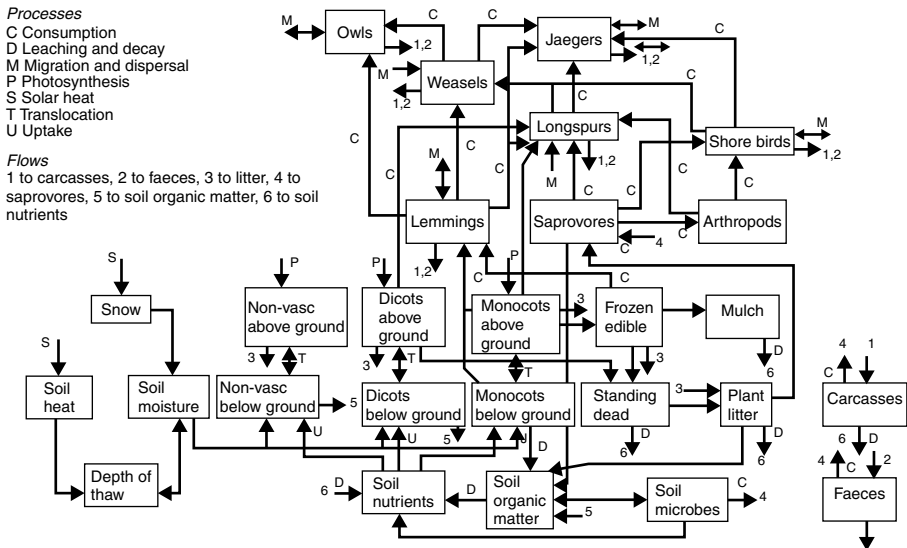 Processes
C Consumption
D Leaching and decay
M Migration and dispersal
P Photosynthesis
S Solar heat
T Translocation
U Uptake
Flows
1 to carcasses, 2 to faeces, 3 to litter, 4 to
saprovores, 5 to soil organic matter, 6 to soil
nutrients
M
Owls
1,2
C
C
Jaegers
M
1,2
M
Weasels
1,2
C
C
C
C
Longspurs
1,2
M
Shore birds
M
1,2
C
C
M
C
C
C
C
C
C
Lemmings
1,2
Saprovores
C
4
C
Arthropods
S
Snow
P
Non-vasc
above ground
3
T
P
Dicots
above
ground
3
T
C
P
Monocots
above
ground
3
T
C
Frozen
edible
3
Mulch
D
6
S
Soil
heat
Soil
moisture
Non-vasc
below ground
5
Dicots
below ground
5
Monocots
below ground
D
Standing
dead
D
6
3
Plant
litter
D
6
4
1
C
Carcasses
6
D
U
U
U
Depth of
thaw
6
D
Soil
nutrients
D
Soil
organic
matter
5
Soil
microbes
C
4
4
C
2
Faeces